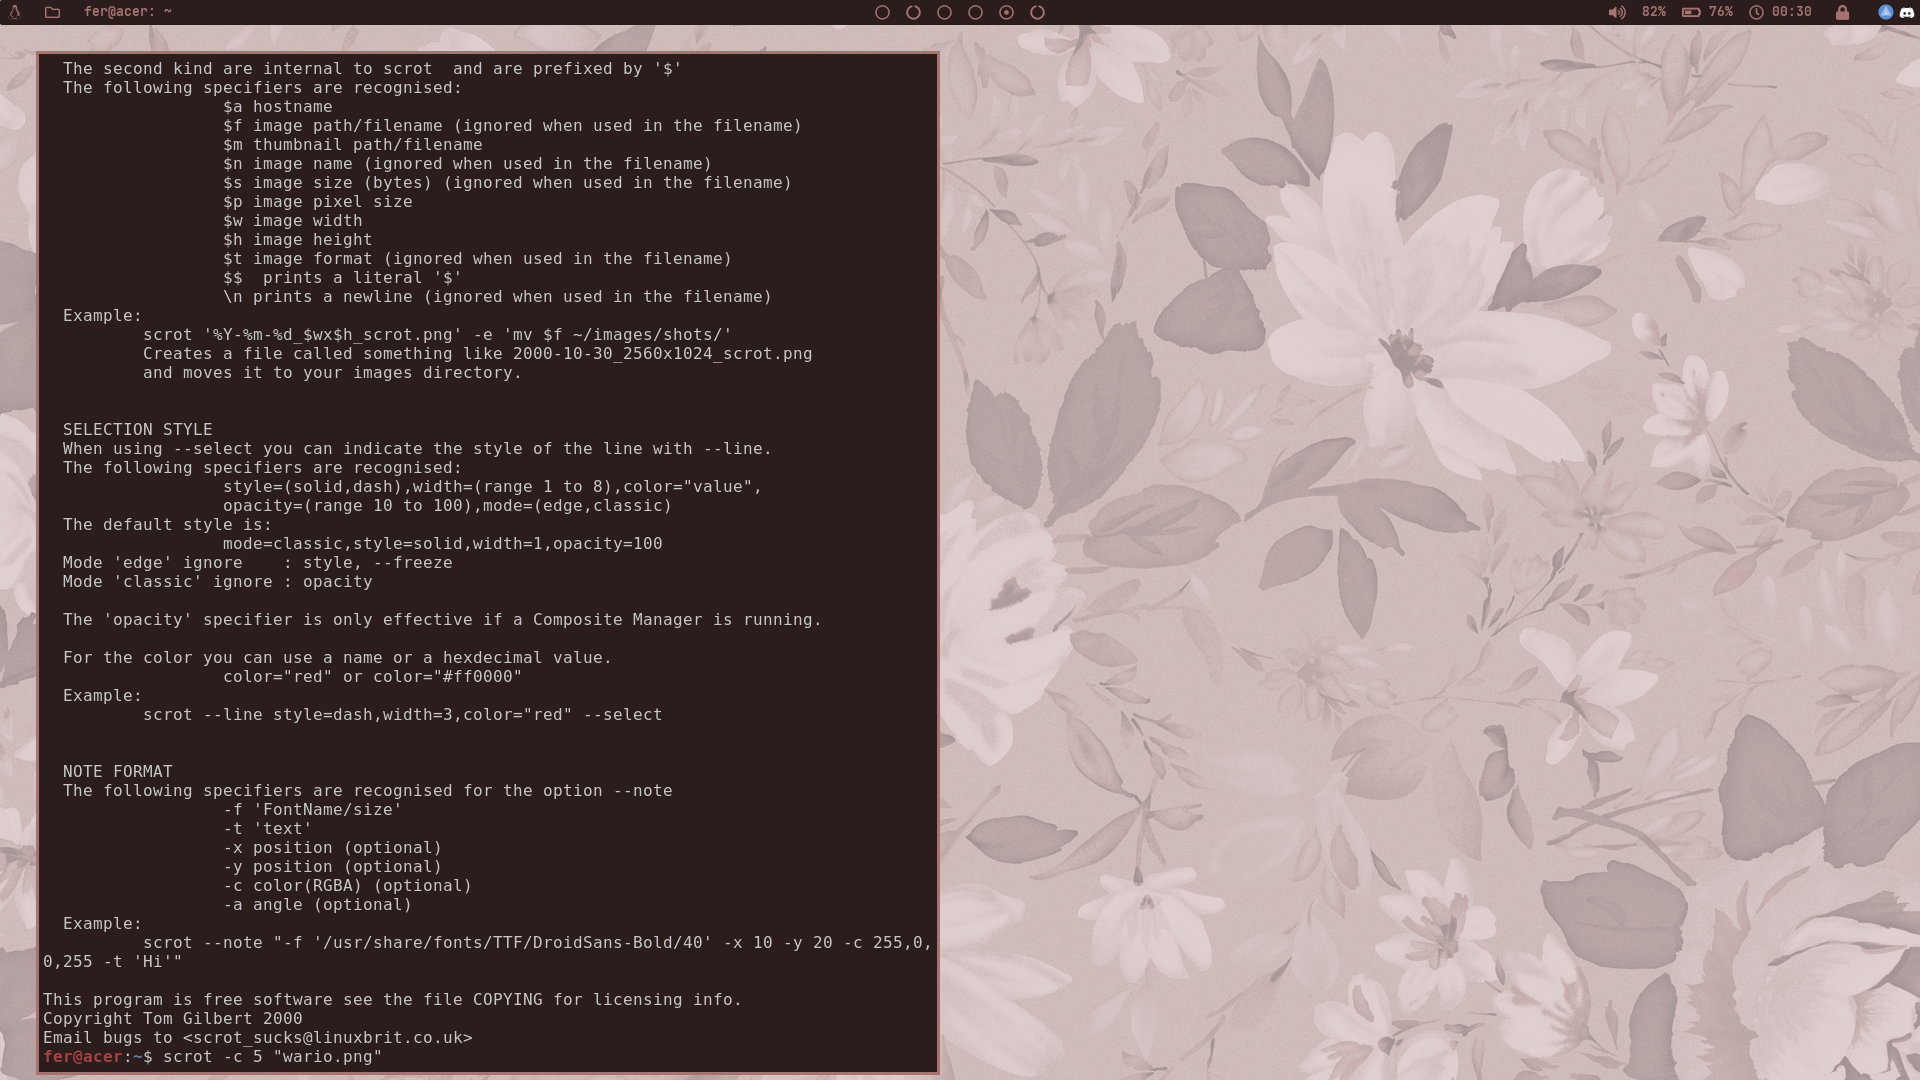 fer@acer: ~
82%
76%
00:30
The second kind are internal to scrot  and are prefixed by '$'
The following specifiers are recognised:
$a hostname
$f image path/filename (ignored when used in the filename)
$m thumbnail path/filename
$n image name (ignored when used in the filename)
$s image size (bytes) (ignored when used in the filename)
$p image pixel size
$w image width
$h image height
$t image format (ignored when used in the filename)
$$  prints a literal '$'
\n prints a newline (ignored when used in the filename)
Example:
scrot '%Y-%m-%d_$wx$h_scrot.png' -e 'mv $f ~/images/shots/'
Creates a file called something like 2000-10-30_2560x1024_scrot.png
and moves it to your images directory.
SELECTION STYLE
When using --select you can indicate the style of the line with --line.
The following specifiers are recognised:
style=(solid,dash),width=(range 1 to 8),color="value",
opacity=(range 10 to 100),mode=(edge,classic)
The default style is:
mode=classic,style=solid,width=1,opacity=100
Mode 'edge' ignore    : style, --freeze
Mode 'classic' ignore : opacity
The 'opacity' specifier is only effective if a Composite Manager is running.
For the color you can use a name or a hexdecimal value.
color="red" or color="#ff0000"
Example:
scrot --line style=dash,width=3,color="red" --select
NOTE FORMAT
The following specifiers are recognised for the option --note
-f 'FontName/size'
-t 'text'
-x position (optional)
-y position (optional)
-c color(RGBA) (optional)
-a angle (optional)
Example:
scrot --note "-f '/usr/share/fonts/TTF/DroidSans-Bold/40' -x 10 -y 20 -c 255,0,
0,255 -t 'Hi'"
This program is free software see the file COPYING for licensing info.
Copyright Tom Gilbert 2000
Email bugs to <scrot_sucks@linuxbrit.co.uk>
fer@acer:~$ scrot -c 5 "wario.png"